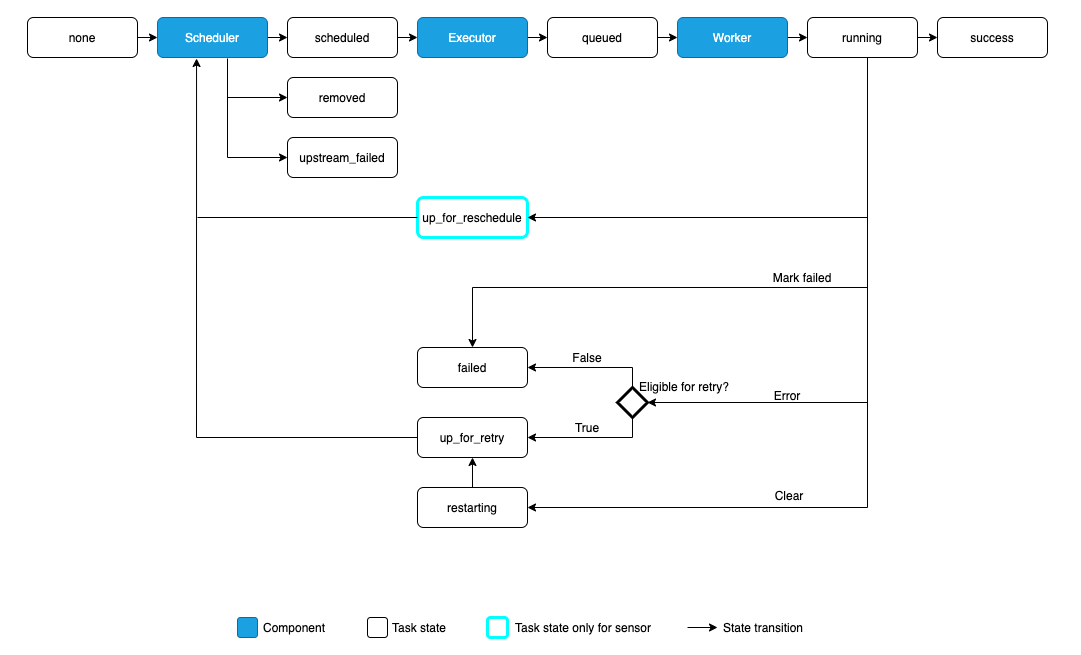 none
Scheduler
scheduled
Executor
queued
Worker
running
success
removed
upstream_failed
up_for_reschedule
Mark failed
failed
False
Eligible for retry?
Error
True
up_for_retry
Clear
restarting
Component
Task state
Task state only for sensor
State transition